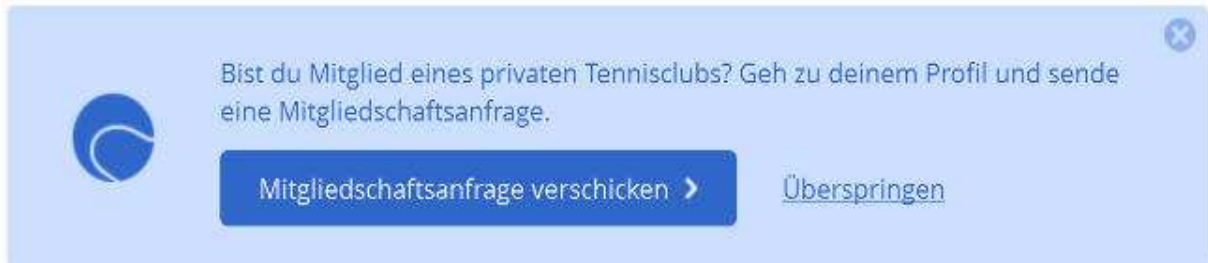 Bist du Mitglied eines privaten Tennisclubs? Geh zu deinem Profil und sende
eine Mitgliedschaftsanfrage.
Mitgliedschaftsanfrage verschicken
Überspringen